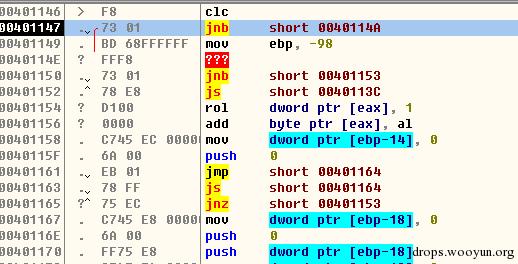 00401146 > F8 clc
00401147 . 73 01 jnb short 0040114A
00401149 . BD 68FFFFFF mov ebp, -98
0040114E ? FFF8 ???
00401150 . 73 01 jnb short 00401153
00401152 . 78 E8 js short 0040113C
00401154 ? D100 rol dword ptr [eax], 1
00401156 ? 0000 add byte ptr [eax], al
00401158 . C745 EC 0000 mov dword ptr [ebp-14], 0
0040115F . 6A 00 push 0
00401161 . EB 01 jmp short 00401164
00401163 . 78 FF js short 00401164
00401165 ? 75 EC jnz short 00401153
00401167 . C745 E8 0000 mov dword ptr [ebp-18], 0
0040116E . 6A 00 push 0
00401170 . FF75 E8 push dword ptr [ebp-18]
drops.wooyun.org